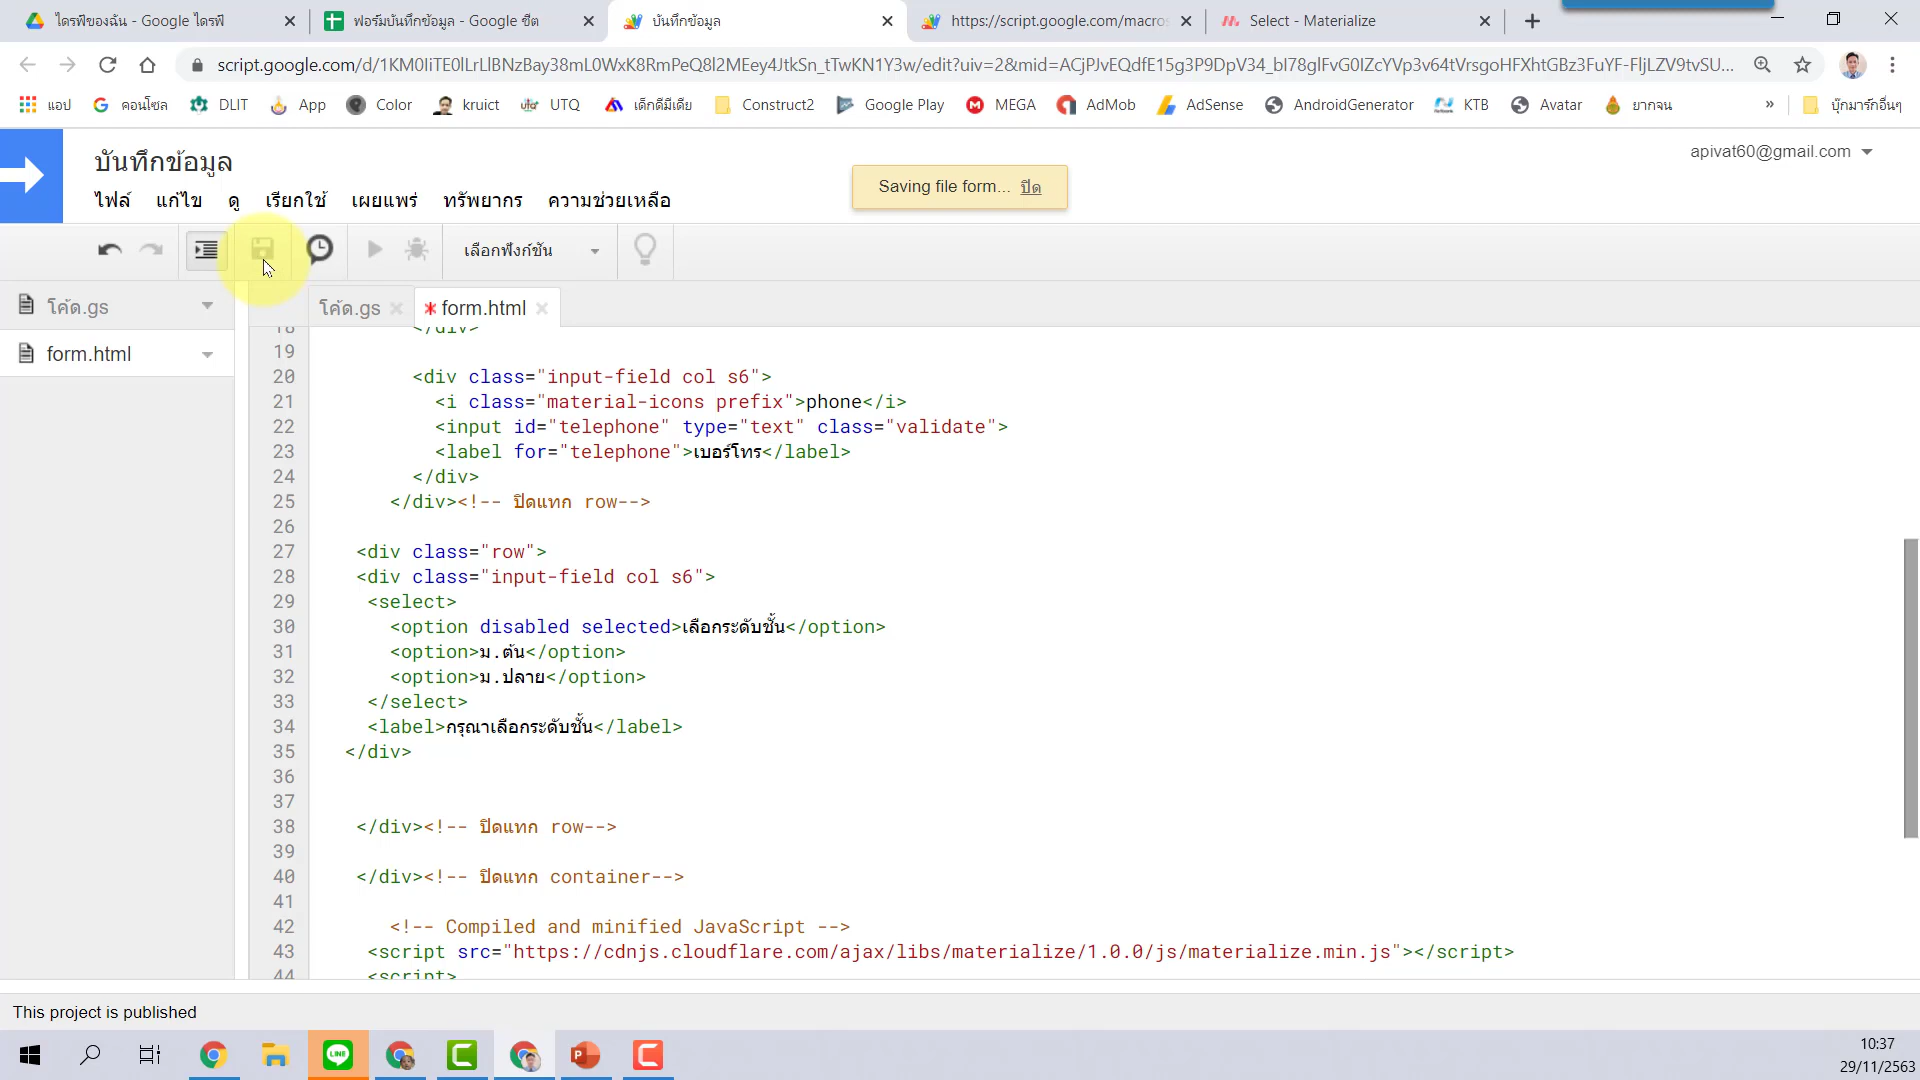 ไดรฟ์ของฉัน - Google ไดรฟ์
ฟอร์มบันทึกข้อมูล - Google ชีต
บันทึกข้อมูล
https://script.google.com/macros
Select - Materialize
script.google.com/d/1KM0IiTE0lLrLlBNzBay38mL0WxK8RmPeQ8l2MEey4JtkSn_tTwKN1Y3w/edit?uiv=2&mid=ACjPJvEQdfE15g3P9DpV34_bI78glFvG0IZcYVp3v64tVrsgoHFXhtGBz3FuYF-FljLZV9tvSU...
แอป
คอนโซล
DLIT
App
Color
kruict
UTQ
เด็กดีมีเดีย
Construct2
Google Play
MEGA
AdMob
AdSense
AndroidGenerator
KTB
Avatar
ยากจน
»
บุ๊กมาร์กอื่นๆ
บันทึกข้อมูล
apivat60@gmail.com
Saving file form... ปิด
ไฟล์ แก้ไข ดู เรียกใช้ เผยแพร่ ทรัพยากร ความช่วยเหลือ
เลือกฟังก์ชัน
โค้ด.gs
form.html
โค้ด.gs
* form.html
18 </div>
19
20 <div class="input-field col s6">
21 <i class="material-icons prefix">phone</i>
22 <input id="telephone" type="text" class="validate">
23 <label for="telephone">เบอร์โทร</label>
24 </div>
25 </div><!-- ปิดแทก row-->
26
27 <div class="row">
28 <div class="input-field col s6">
29 <select>
30 <option disabled selected>เลือกระดับชั้น</option>
31 <option>ม.ต้น</option>
32 <option>ม.ปลาย</option>
33 </select>
34 <label>กรุณาเลือกระดับชั้น</label>
35 </div>
36
37
38 </div><!-- ปิดแทก row-->
39
40 </div><!-- ปิดแทก container-->
41
42 <!-- Compiled and minified JavaScript -->
43 <script src="https://cdnjs.cloudflare.com/ajax/libs/materialize/1.0.0/js/materialize.min.js"></script>
44 <script>
This project is published
LINE
10:37
29/11/2563